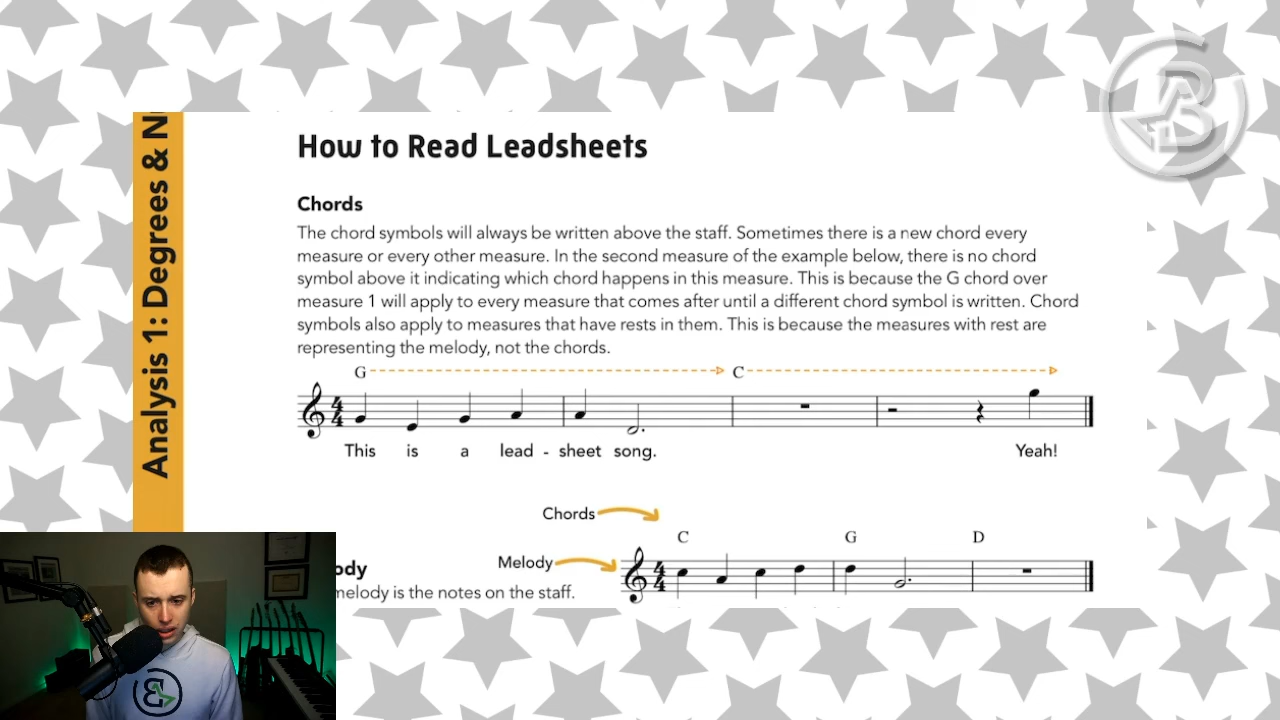 Analysis 1: Degrees &
How to Read Leadsheets
Chords
The chord symbols will always be written above the staff. Sometimes there is a new chord every
measure or every other measure. In the second measure of the example below, there is no chord
symbol above it indicating which chord happens in this measure. This is because the G chord over
measure 1 will apply to every measure that comes after until a different chord symbol is written. Chord
symbols also apply to measures that have rests in them. This is because the measures with rest are
representing the melody, not the chords.
G C
4 4
This is a lead - sheet song. Yeah!
Chords
C G D
Melody
4 4
ody
melody is the notes on the staff.